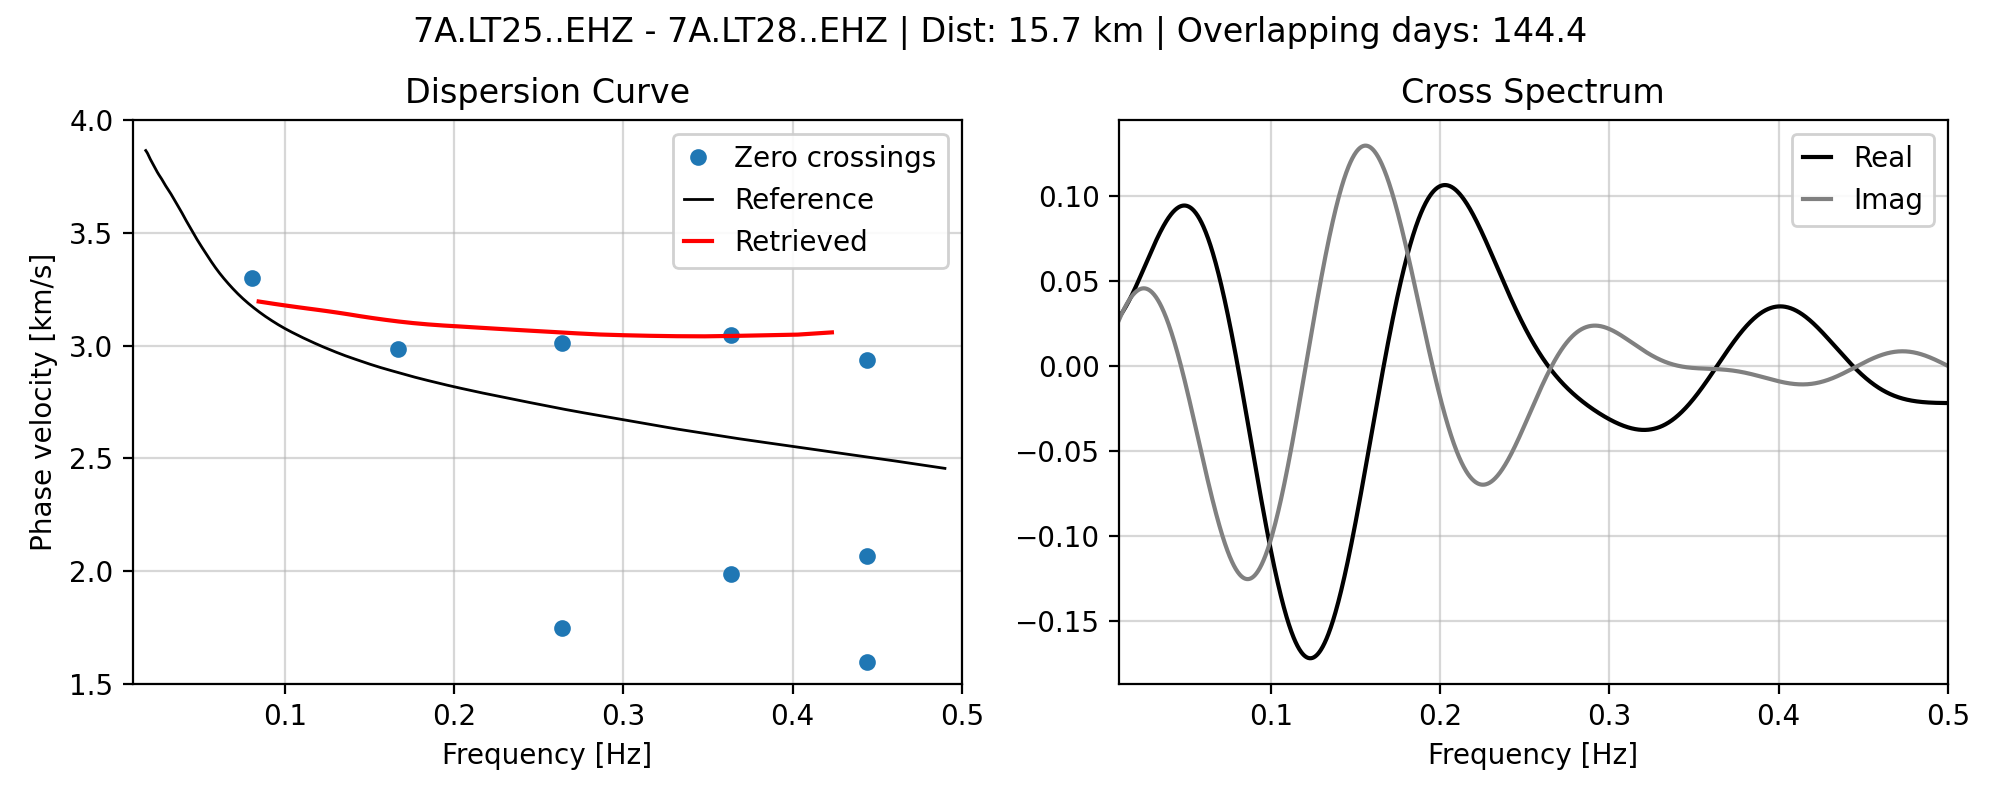 7A.LT25..EHZ - 7A.LT28..EHZ | Dist: 15.7 km | Overlapping days: 144.4
Dispersion Curve
4.0
3.5
3.0
2.5
2.0
1.5
Phase velocity [km/s]
Zero crossings
Reference
Retrieved
0.1 0.2 0.3 0.4 0.5
Frequency [Hz]
Cross Spectrum
0.10
0.05
0.00
−0.05
−0.10
−0.15
Real
Imag
0.1 0.2 0.3 0.4 0.5
Frequency [Hz]